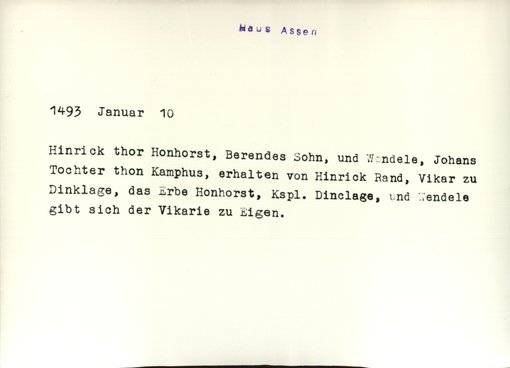 Haus Assen
1493 Januar 10
Hinrick thor Honhorst, Berendes Sohn, und Wendele, Johans
Tochter thon Kamphus, erhalten von Hinrick Rand, Vikar zu
Dinklage, das Erbe Honhorst, Kspl. Dinclage, und Wendele
gibt sich der Vikarie zu Eigen.